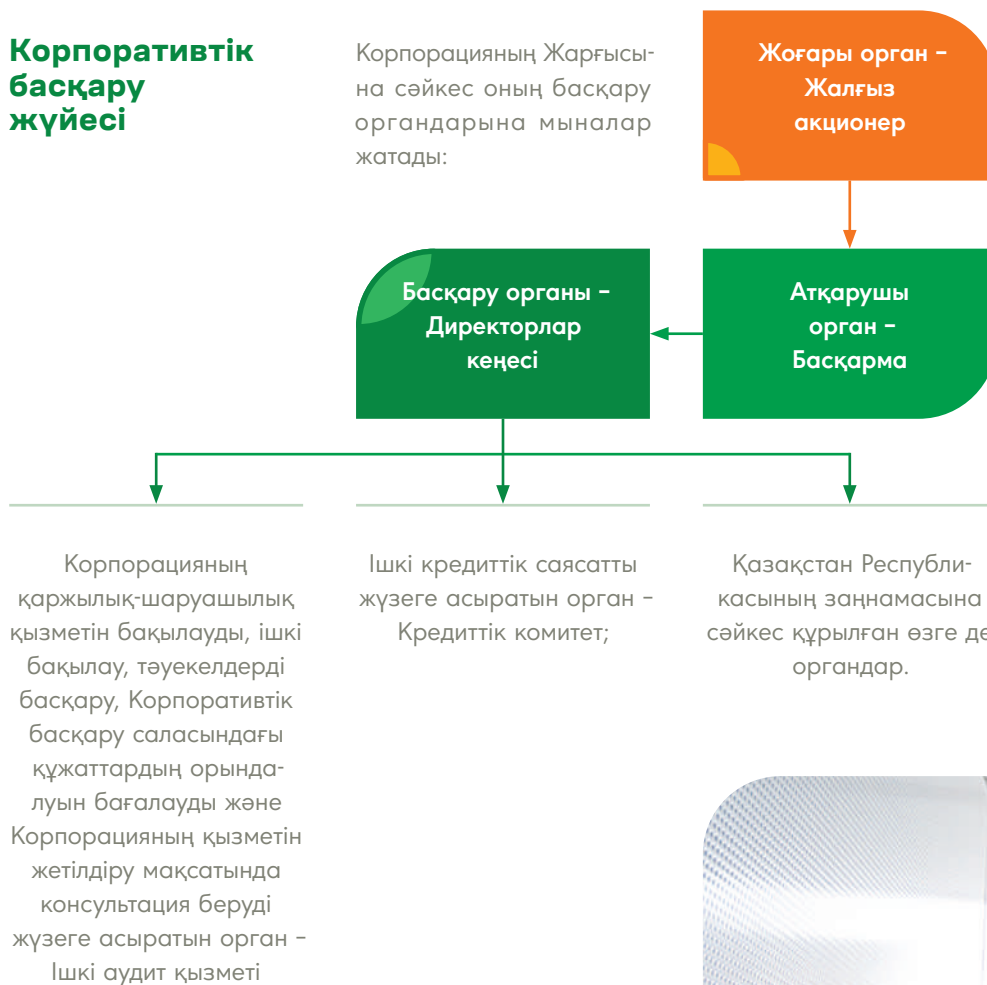 Корпоративтік
басқару
жүйесі
Корпорацияның Жарғысы-
на сәйкес оның басқару
органдарына мыналар
жатады:
Жоғары орган –
Жалғыз
акционер
Басқару органы –
Директорлар
кеңесі
Атқарушы
орган –
Басқарма
Корпорацияның
қаржылық-шаруашылық
қызметін бақылауды, ішкі
бақылау, тәуекелдерді
басқару, Корпоративтік
басқару саласындағы
құжаттардың орында-
луын бағалауды және
Корпорацияның қызметін
жетілдіру мақсатында
консультация беруді
жүзеге асыратын орган –
Ішкі аудит қызметі
Ішкі кредиттік саясатты
жүзеге асыратын орган –
Кредиттік комитет;
Қазақстан Республи-
касының заңнамасына
сәйкес құрылған өзге де
органдар.